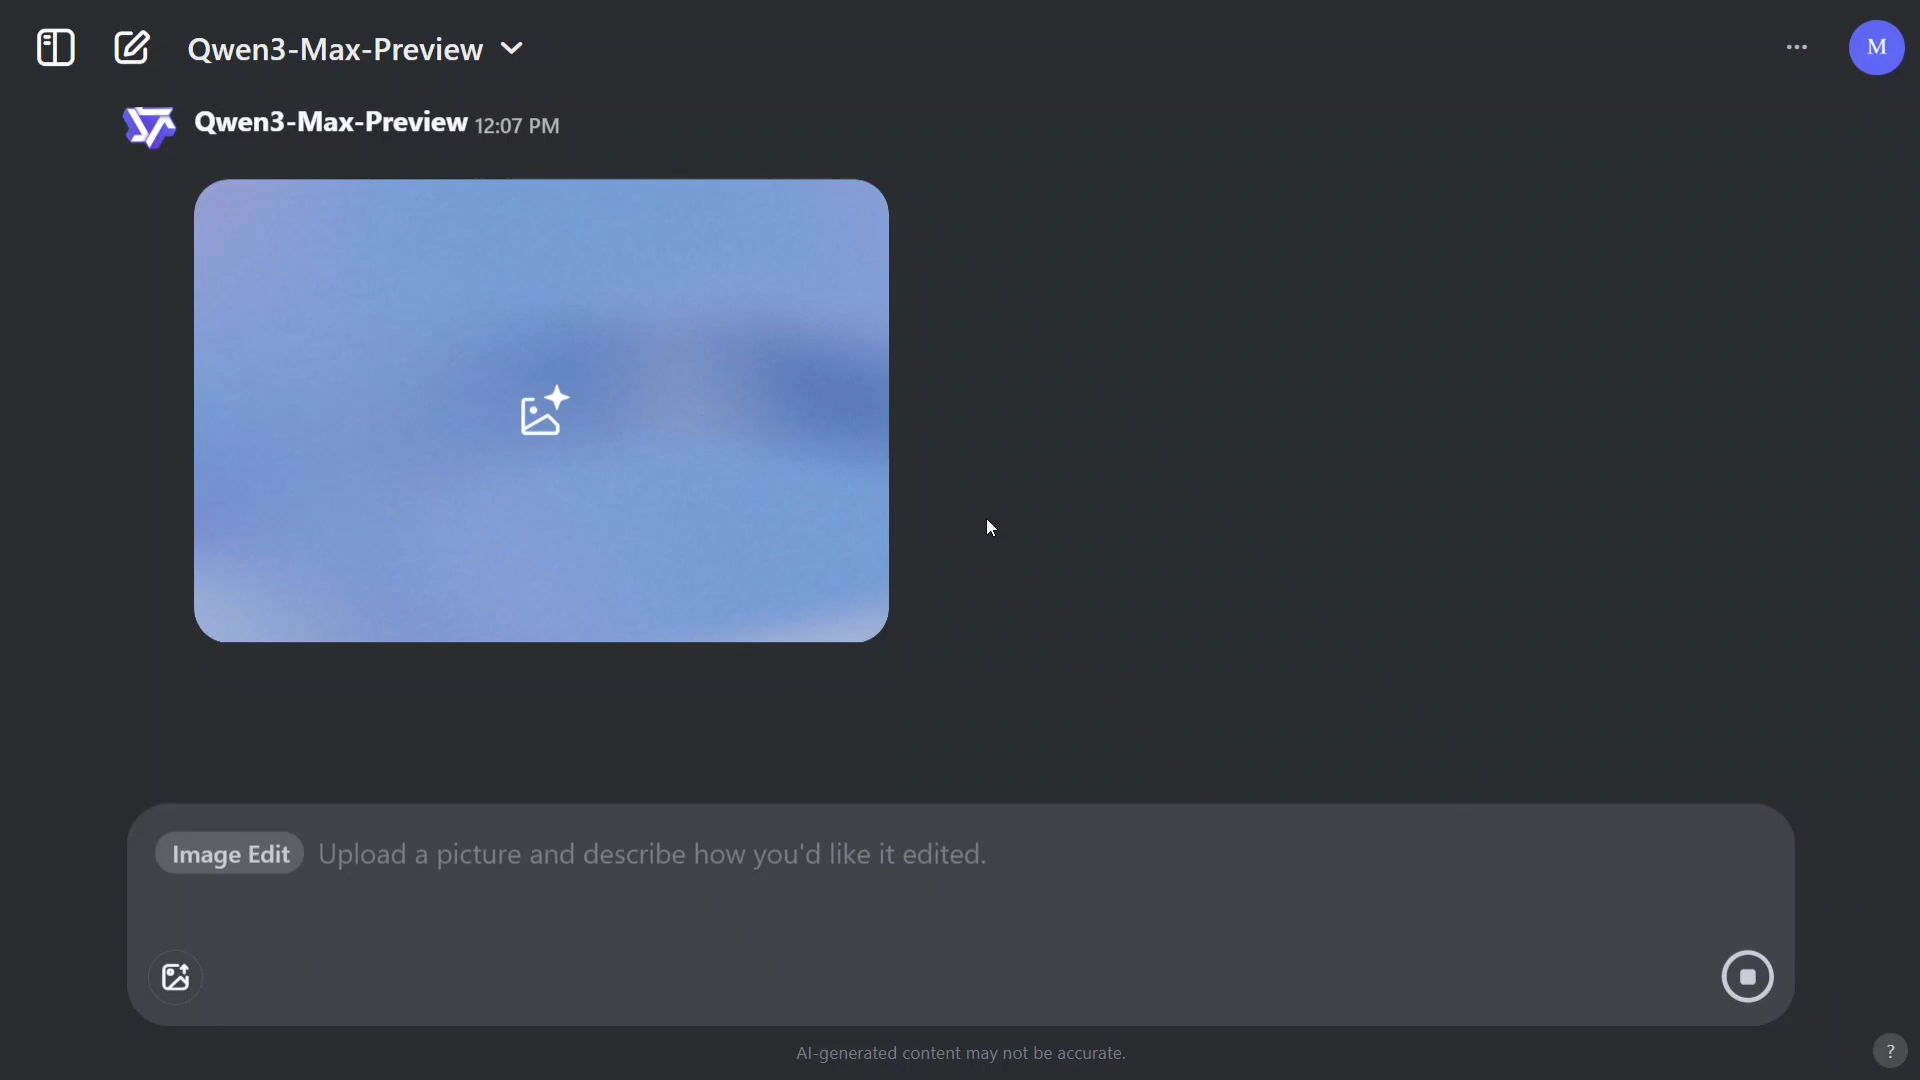 Qwen3-Max-Preview
M
Qwen3-Max-Preview 12:07 PM
Image Edit Upload a picture and describe how you'd like it edited.
AI-generated content may not be accurate.
?